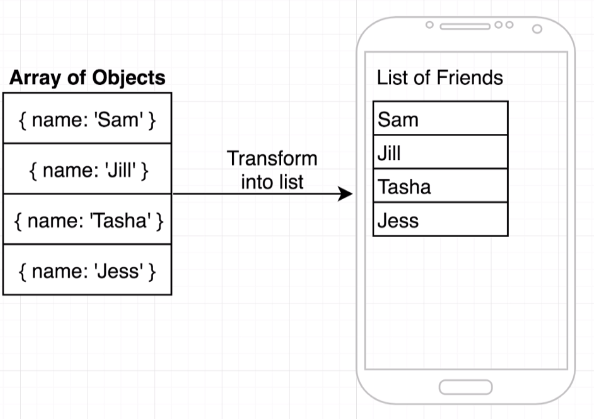 Array of Objects
{ name: 'Sam' }
{ name: 'Jill' }
{ name: 'Tasha' }
{ name: 'Jess' }
Transform
into list
List of Friends
Sam
Jill
Tasha
Jess